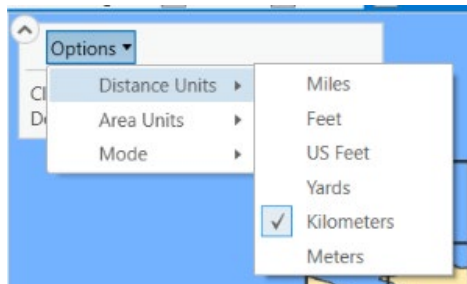 Options
Distance Units
Area Units
Mode
Miles
Feet
US Feet
Yards
Kilometers
Meters